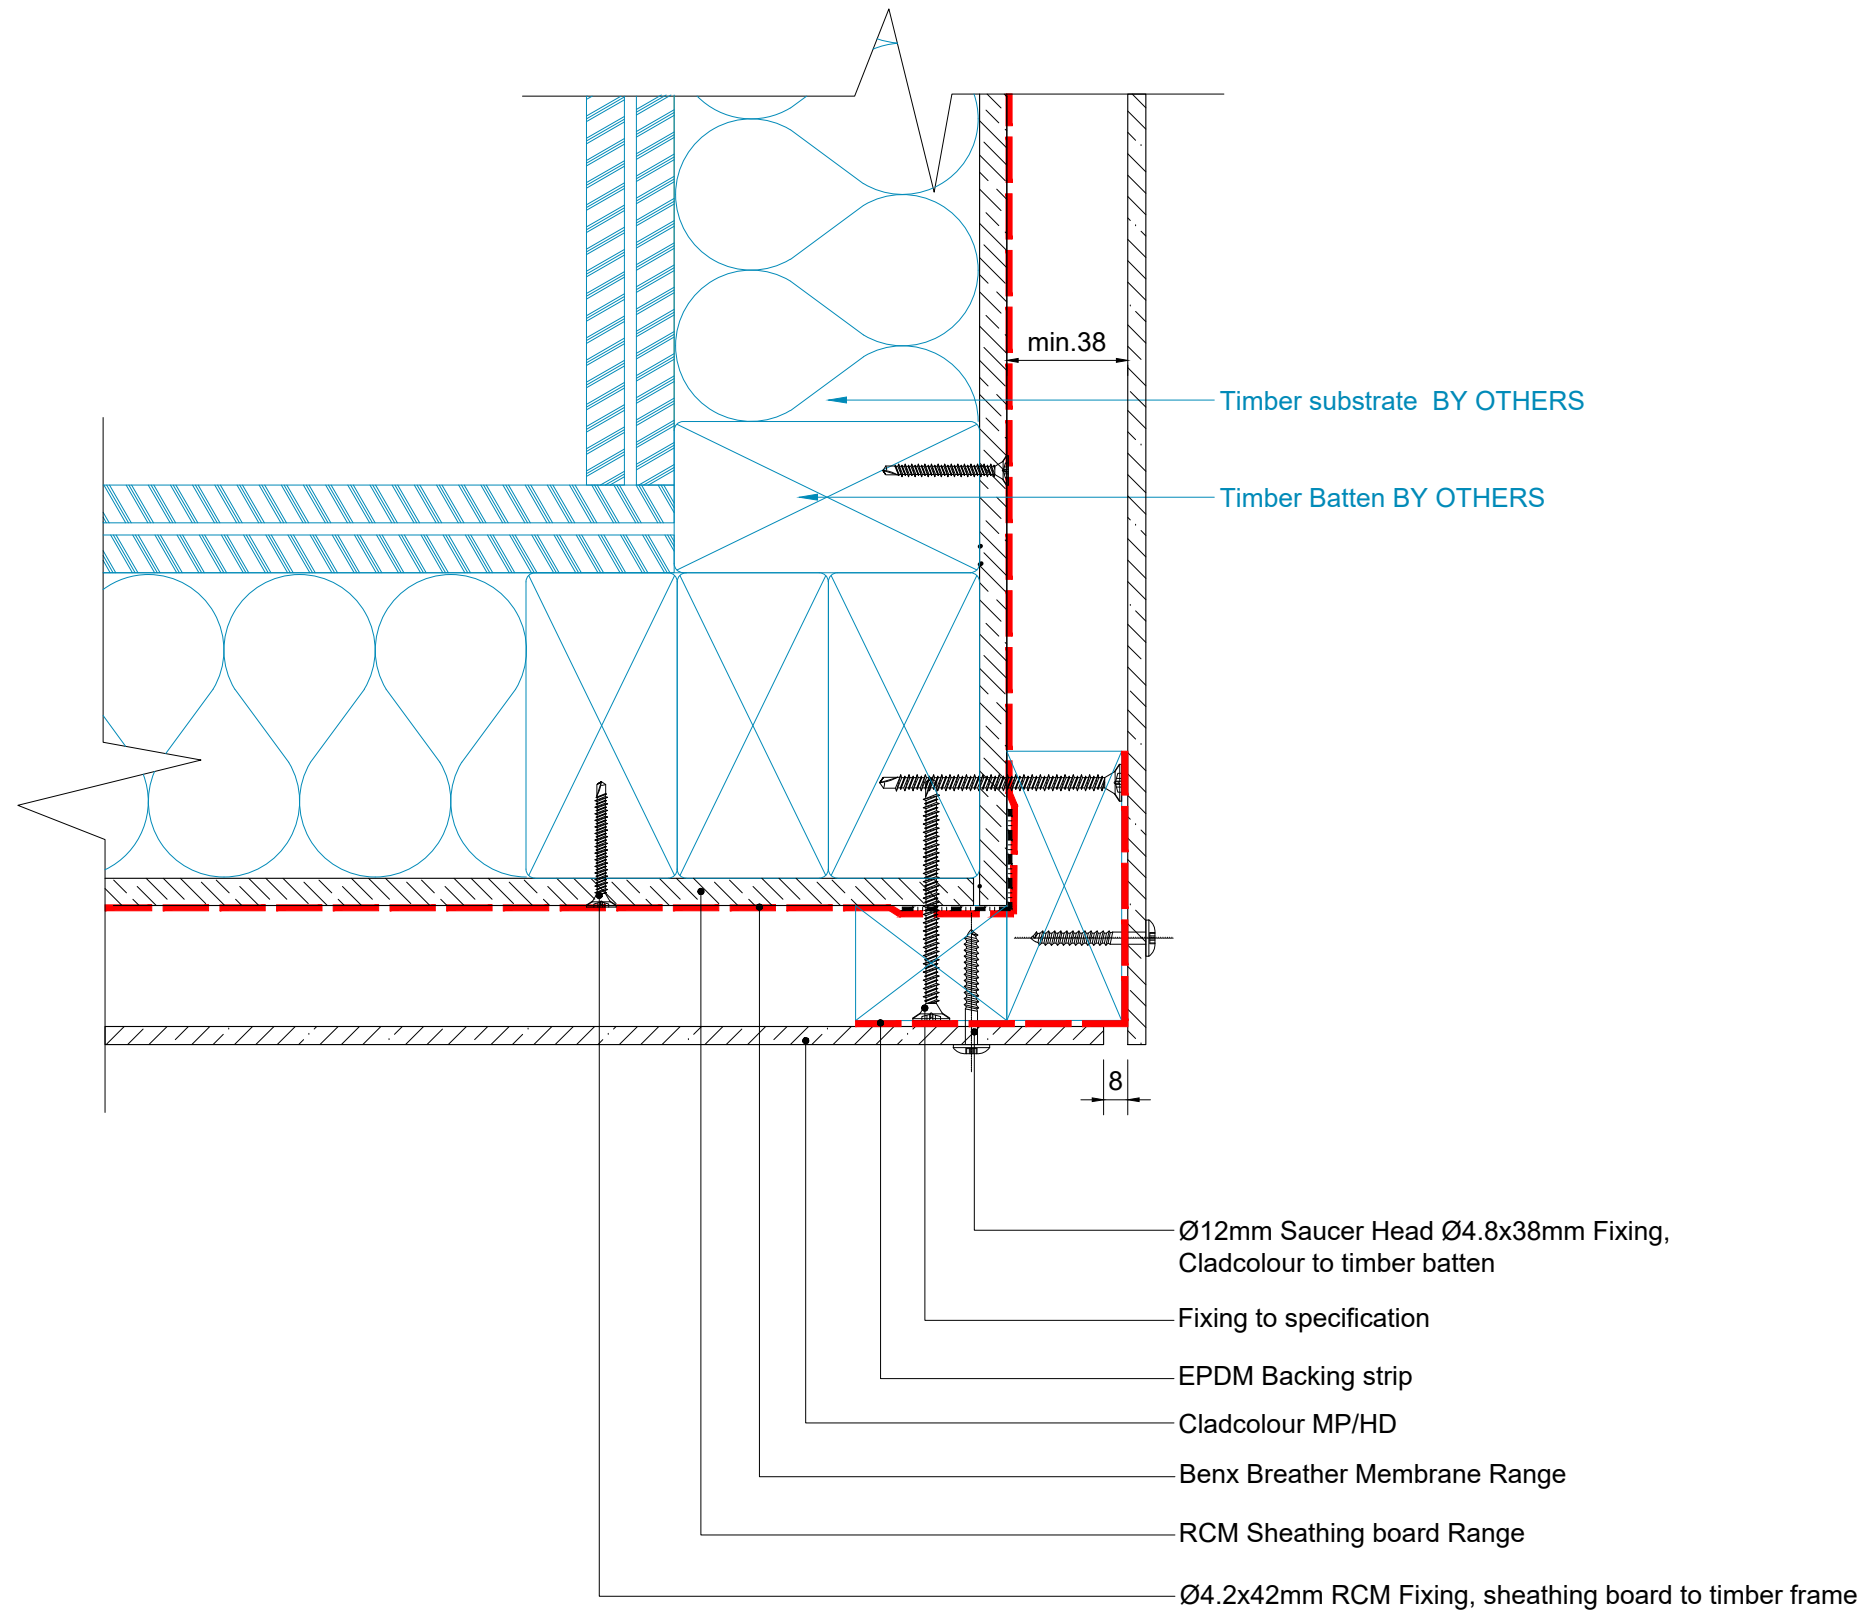 min.38
Timber substrate  BY OTHERS
Timber Batten BY OTHERS
8
Ø12mm Saucer Head Ø4.8x38mm Fixing,
Cladcolour to timber batten
Fixing to specification
EPDM Backing strip
Cladcolour MP/HD
Benx Breather Membrane Range
RCM Sheathing board Range
Ø4.2x42mm RCM Fixing, sheathing board to timber frame